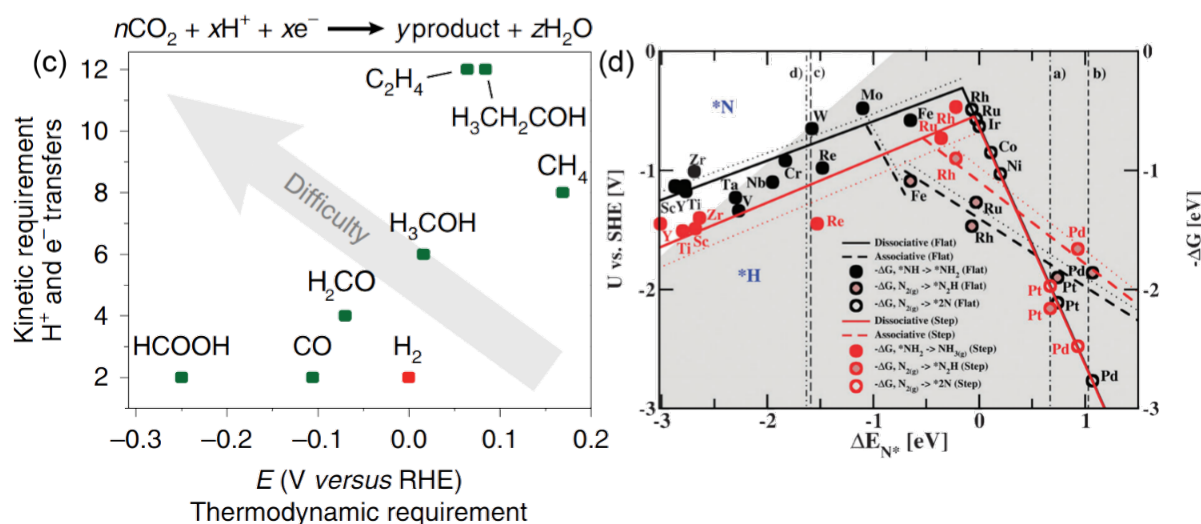 nCO₂ + xH⁺ + xe⁻ ⟶ yproduct + zH₂O
(c)
Kinetic requirement
H⁺ and e⁻ transfers
12
10
8
6
4
2
C₂H₄
H₃CH₂COH
CH₄
Difficulty
H₃COH
H₂CO
HCOOH
CO
H₂
−0.3
−0.2
−0.1
0.0
0.1
0.2
E (V versus RHE)
Thermodynamic requirement
(d)
U vs. SHE [V]
0
-1
-2
-3
d)
c)
a)
b)
*N
*H
Mo
W
Fe
Rh
Ru
Ir
Rh
Ru
Co
Ni
Zr
Re
Cr
Nb
Ta
V
Sc
Y
Ti
Rh
Fe
Ru
Rh
Y
Ti
Sc
Zr
Re
Pd
Pd
Pt
Pt
Pt
Pt
Pd
Pd
Dissociative (Flat)
Associative (Flat)
-ΔG, *NH -> *NH₂ (Flat)
-ΔG, N₂₍g₎ -> *N₂H (Flat)
-ΔG, N₂₍g₎ -> *2N (Flat)
Dissociative (Step)
Associative (Step)
-ΔG, *NH₂ -> NH₃₍g₎ (Step)
-ΔG, N₂₍g₎ -> *N₂H (Step)
-ΔG, N₂₍g₎ -> *2N (Step)
-3
-2
-1
0
1
ΔE_N* [eV]
0
-1
-2
-3
-ΔG [eV]